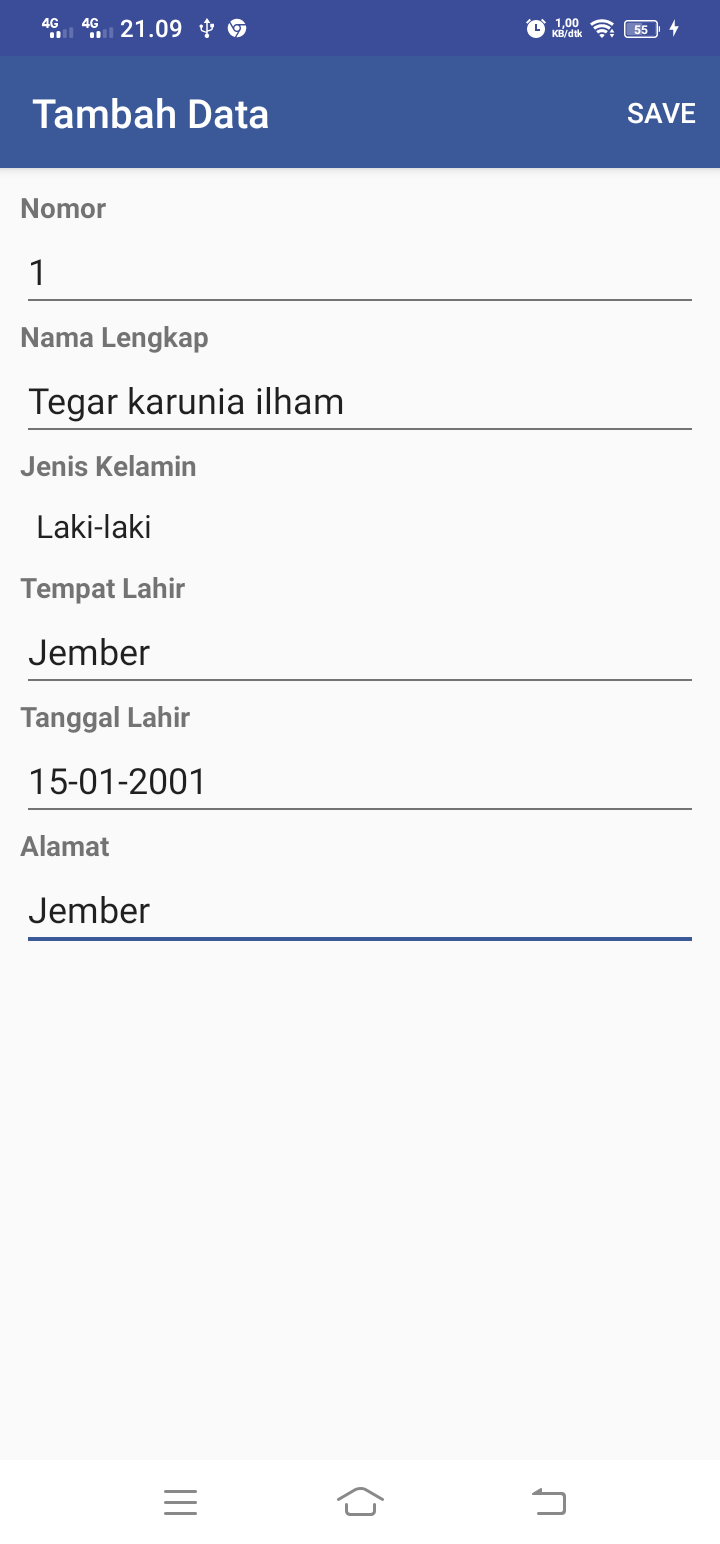 4G 4G 21.09 1,00 KB/dtk 55
Tambah Data SAVE
Nomor
1
Nama Lengkap
Tegar karunia ilham
Jenis Kelamin
Laki-laki
Tempat Lahir
Jember
Tanggal Lahir
15-01-2001
Alamat
Jember